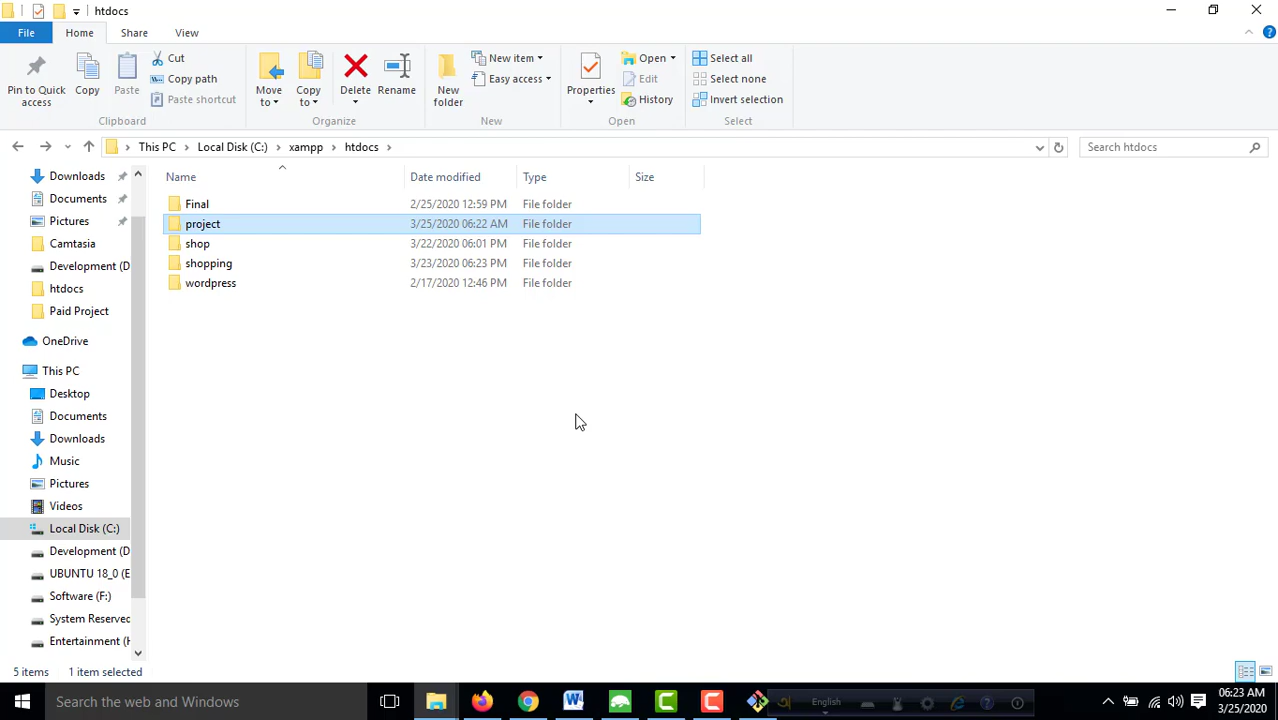 htdocs
File
Home
Share
View
Pin to Quick access
Copy
Paste
Cut
Copy path
Paste shortcut
Clipboard
Move to
Copy to
Delete
Rename
Organize
New folder
New item
Easy access
New
Properties
Open
Edit
History
Open
Select all
Select none
Invert selection
Select
This PC
Local Disk (C:)
xampp
htdocs
Search htdocs
Name Date modified Type Size
Final 2/25/2020 12:59 PM File folder
project 3/25/2020 06:22 AM File folder
shop 3/22/2020 06:01 PM File folder
shopping 3/23/2020 06:23 PM File folder
wordpress 2/17/2020 12:46 PM File folder
Downloads
Documents
Pictures
Camtasia
Development (D
htdocs
Paid Project
OneDrive
This PC
Desktop
Documents
Downloads
Music
Pictures
Videos
Local Disk (C:)
Development (D
UBUNTU 18_0 (E
Software (F:)
System Reserved
Entertainment (H
5 items 1 item selected
Search the web and Windows
English
06:23 AM
3/25/2020